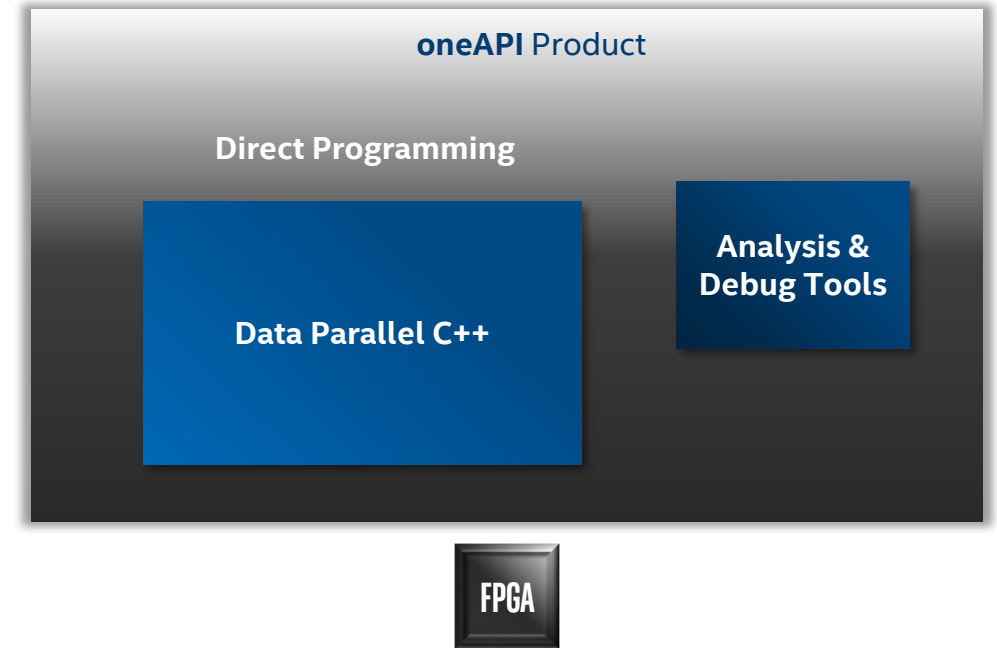 oneAPI Product
Direct Programming
Data Parallel C++
Analysis &
Debug Tools
FPGA